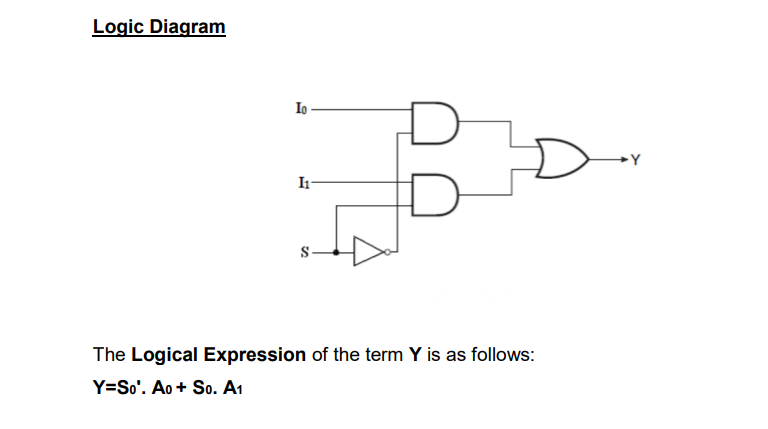 Logic Diagram
I₀
Y
I₁
S
The Logical Expression of the term Y is as follows:
Y=S₀'. A₀ + S₀. A₁